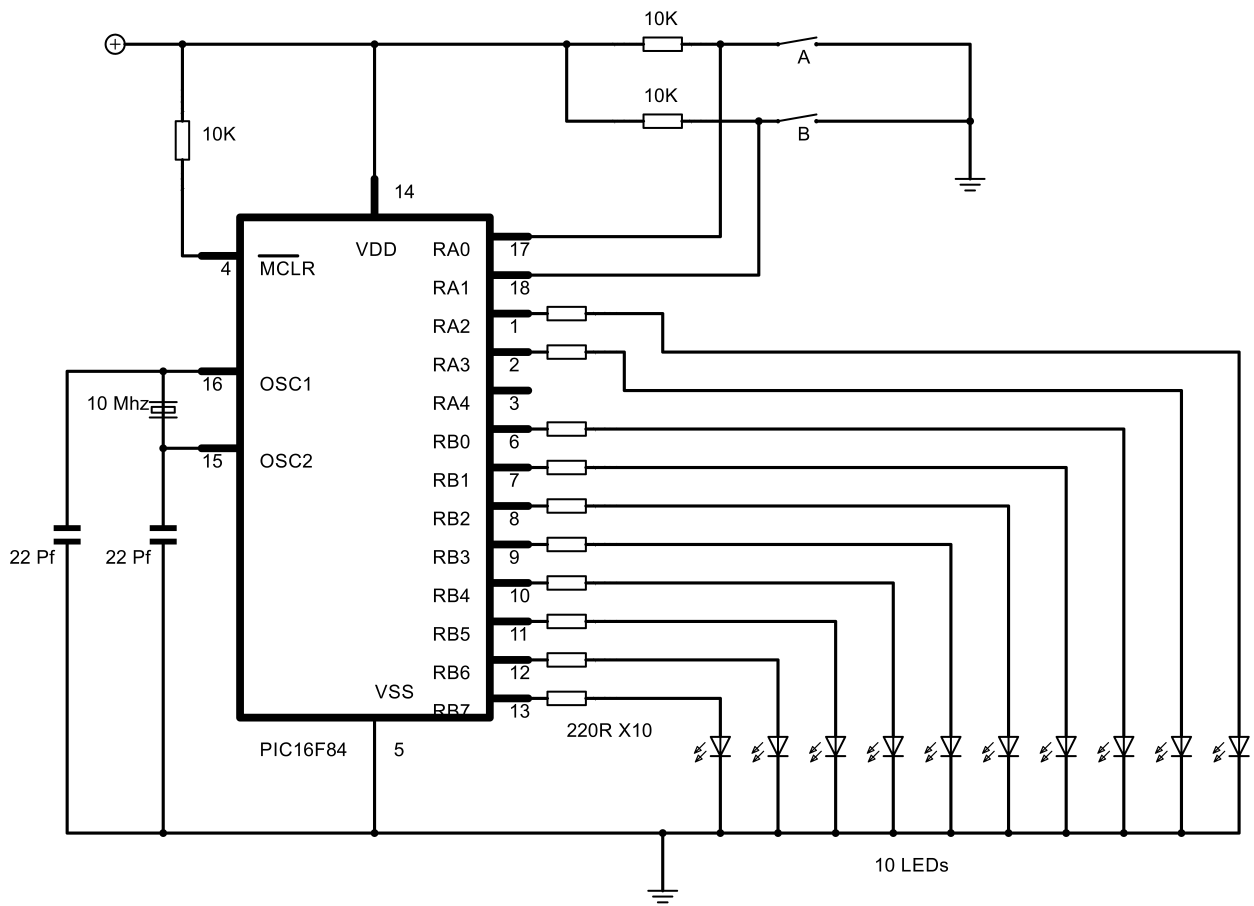 10K
A
10K
B
10K
14
VDD
4
MCLR
RA0
17
RA1
18
RA2
1
RA3
2
RA4
3
16
OSC1
10 Mhz
15
OSC2
RB0
6
RB1
7
RB2
8
RB3
9
RB4
10
RB5
11
RB6
12
RB7
13
22 Pf
22 Pf
VSS
PIC16F84
5
220R X10
10 LEDs